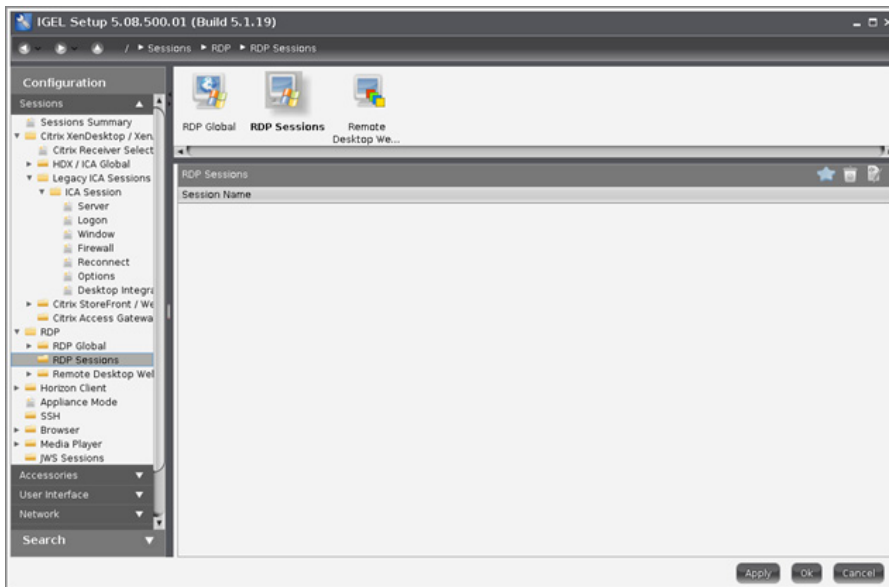 IGEL Setup 5.08.500.01 (Build 5.1.19)
/ Sessions RDP RDP Sessions
Configuration
Sessions
Sessions Summary
Citrix XenDesktop / Xen
Citrix Receiver Select
HDX / ICA Global
Legacy ICA Sessions
ICA Session
Server
Logon
Window
Firewall
Reconnect
Options
Desktop Integra
Citrix StoreFront / We
Citrix Access Gatewa
RDP
RDP Global
RDP Sessions
Remote Desktop Wel
Horizon Client
Appliance Mode
SSH
Browser
Media Player
JWS Sessions
Accessories
User Interface
Network
Search
RDP Global
RDP Sessions
Remote
Desktop We...
RDP Sessions
Session Name
Apply
Ok
Cancel